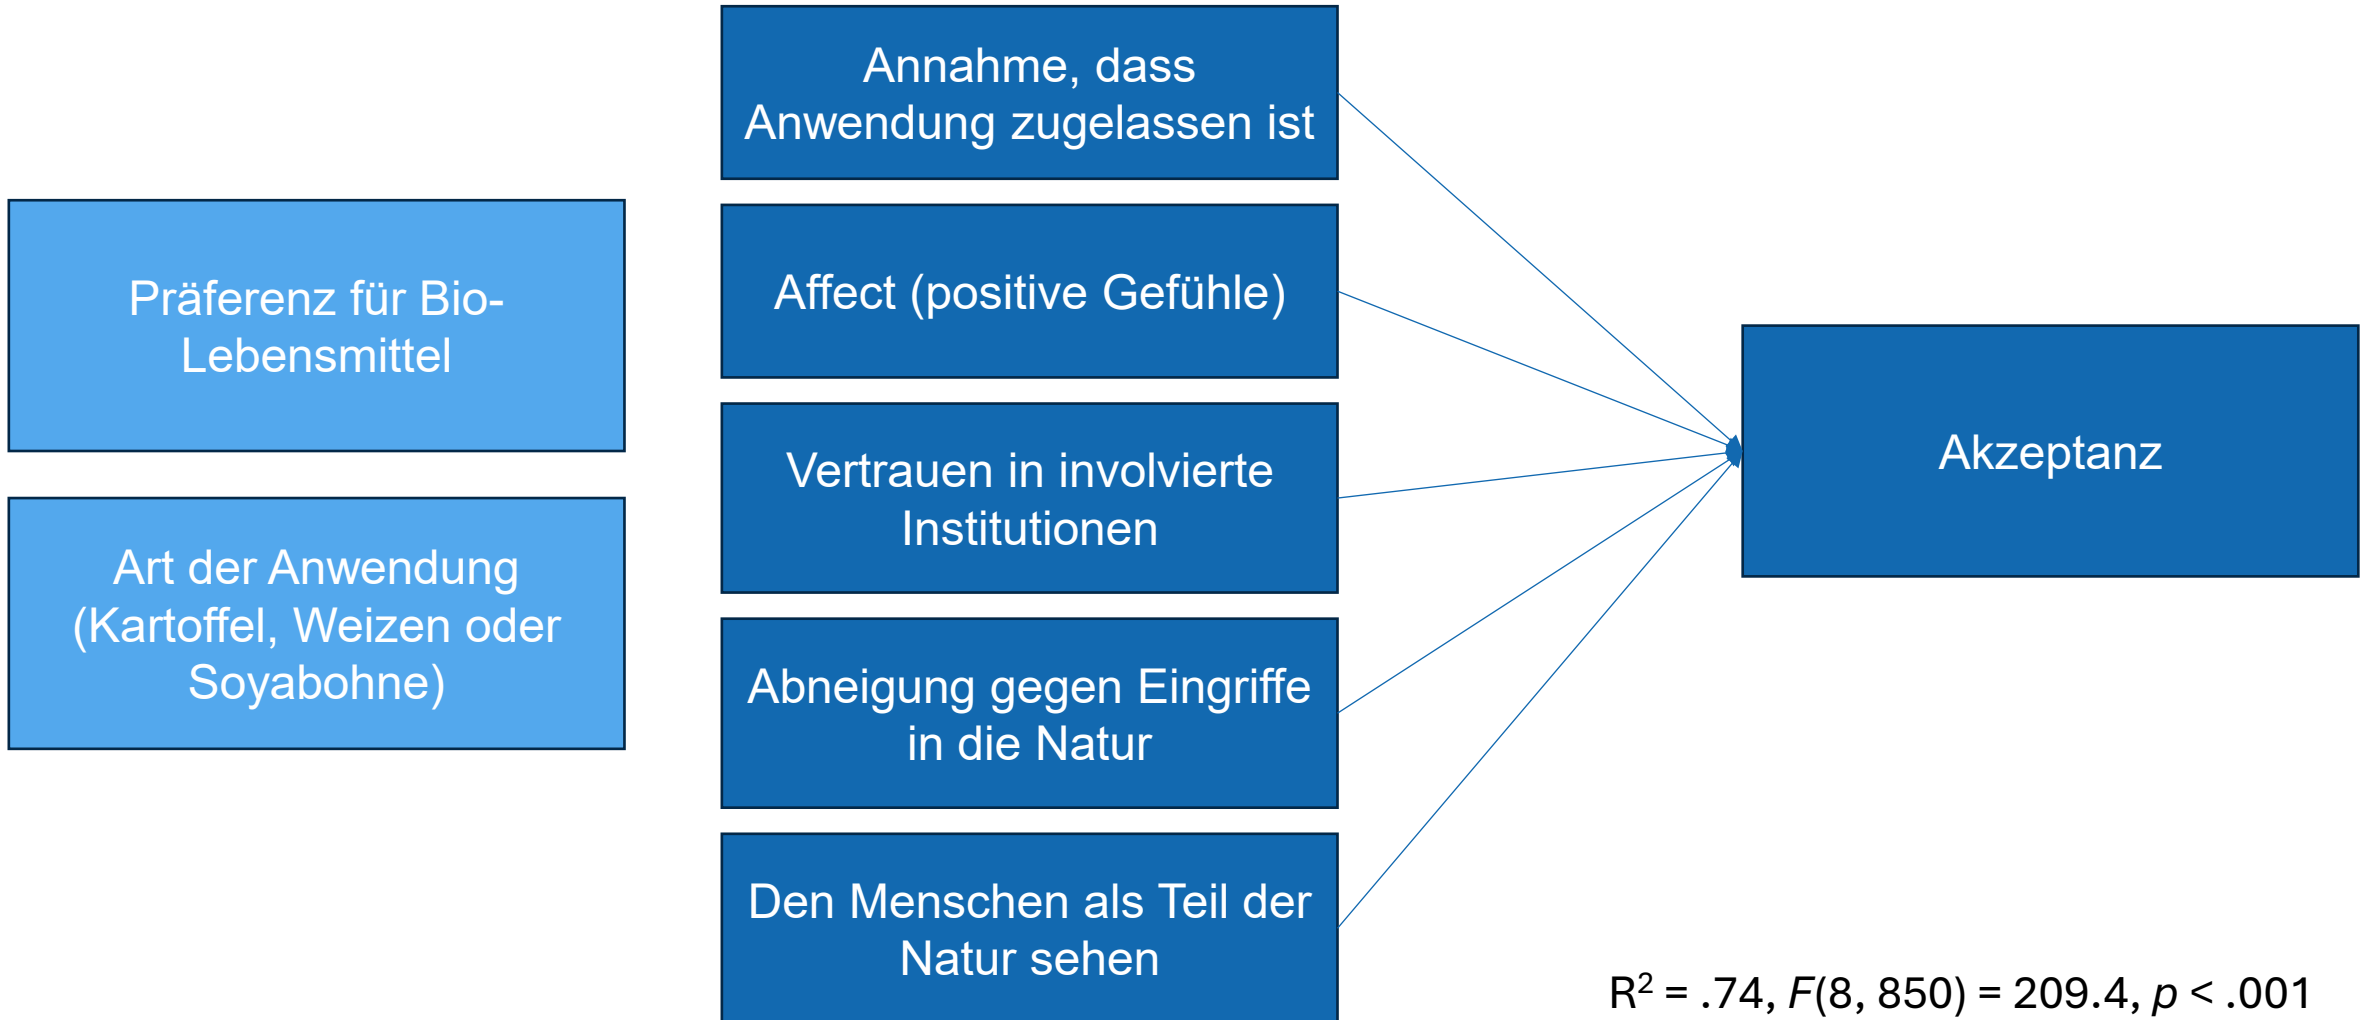 Präferenz für Bio-
Lebensmittel
Art der Anwendung
(Kartoffel, Weizen oder
Soyabohne)
Annahme, dass
Anwendung zugelassen ist
Affect (positive Gefühle)
Vertrauen in involvierte
Institutionen
Abneigung gegen Eingriffe
in die Natur
Den Menschen als Teil der
Natur sehen
Akzeptanz
R² = .74, F(8, 850) = 209.4, p < .001